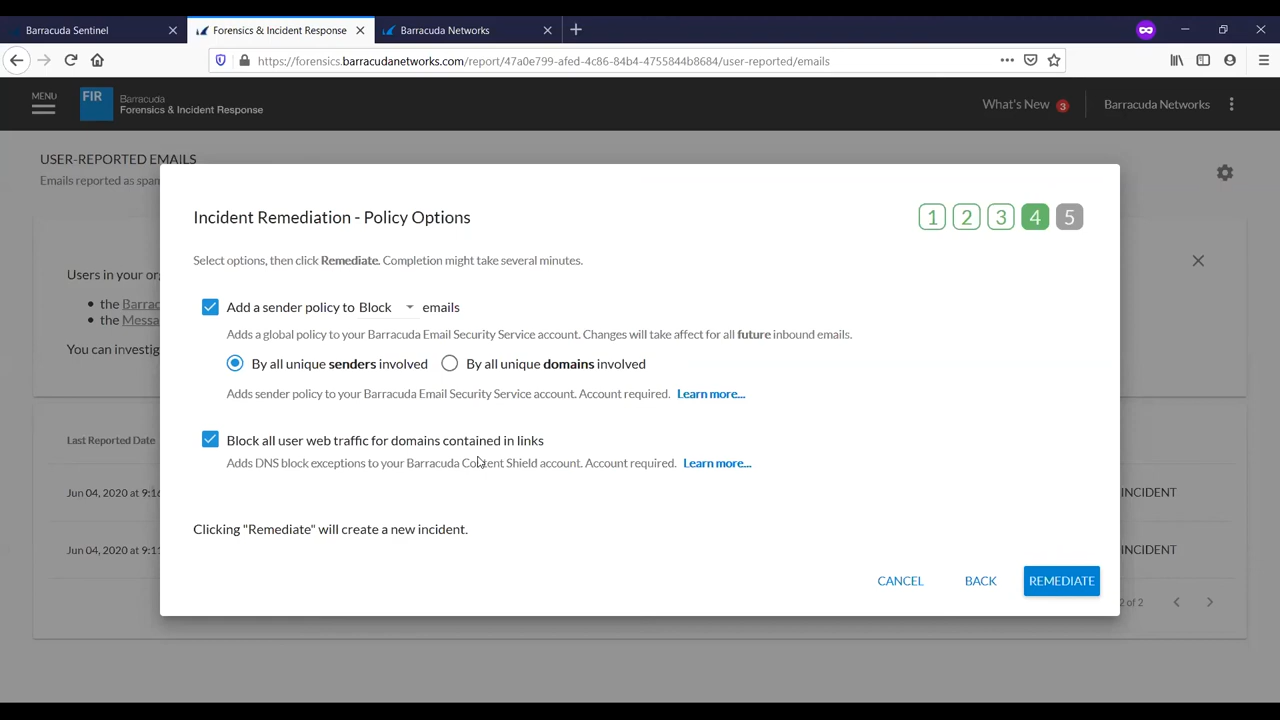 Barracuda Sentinel
Forensics & Incident Response
Barracuda Networks
https://forensics.barracudanetworks.com/report/47a0e799-afed-4c86-84b4-4755844b8684/user-reported/emails
MENU
FIR
Barracuda
Forensics & Incident Response
What's New 3
Barracuda Networks
USER-REPORTED EMAILS
Emails reported as spam
Incident Remediation - Policy Options
1 2 3 4 5
Select options, then click Remediate. Completion might take several minutes.
Users in your or
Add a sender policy to Block emails
the Barrac
the Messa
Adds a global policy to your Barracuda Email Security Service account. Changes will take affect for all future inbound emails.
You can investig
By all unique senders involved By all unique domains involved
Adds sender policy to your Barracuda Email Security Service account. Account required. Learn more...
Last Reported Date
Block all user web traffic for domains contained in links
Adds DNS block exceptions to your Barracuda Content Shield account. Account required. Learn more...
Jun 04, 2020 at 9:16
INCIDENT
Clicking "Remediate" will create a new incident.
Jun 04, 2020 at 9:1
INCIDENT
CANCEL BACK REMEDIATE
2 of 2